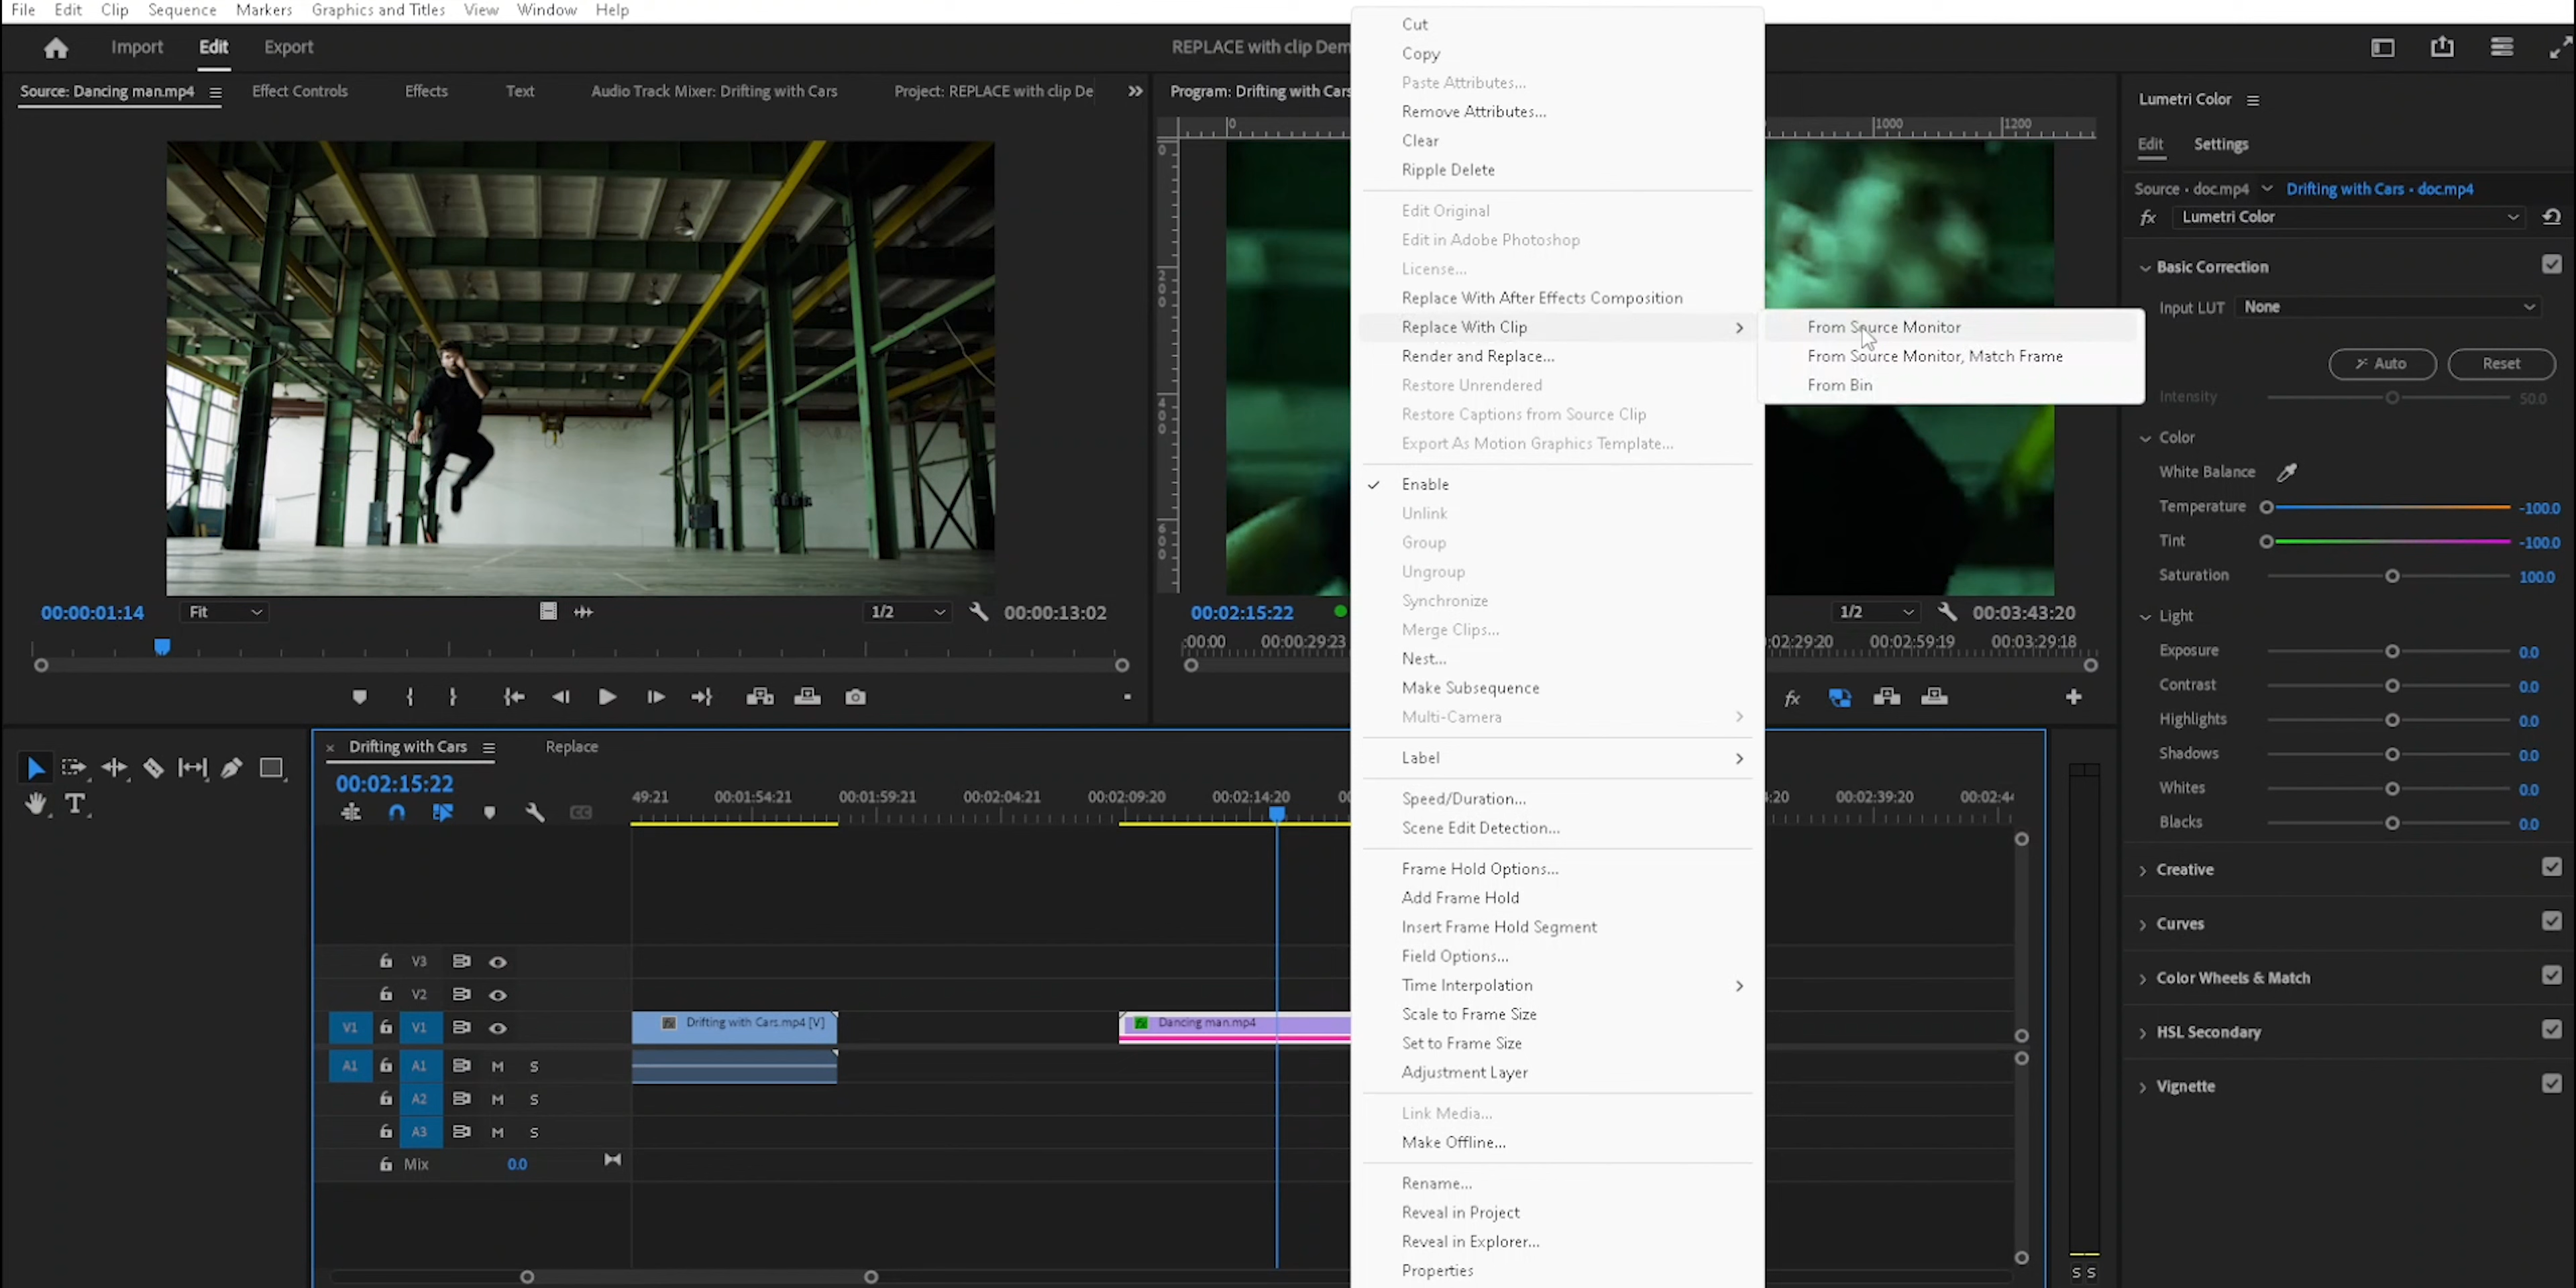 File Edit Clip Sequence Markers Graphics and Titles View Window Help
Import Edit Export
REPLACE with clip Dem
Source: Dancing man.mp4 Effect Controls Effects Text Audio Track Mixer: Drifting with Cars Project: REPLACE with clip De
00:00:01:14 Fit 1/2 00:00:13:02
Program: Drifting with Cars
0 1000 1200
0
200
400
600
00:02:15:22 1/2 00:03:43:20
:00:00 00:00:29:23 :02:29:20 00:02:59:19 00:03:29:18
fx
Cut
Copy
Paste Attributes...
Remove Attributes...
Clear
Ripple Delete
Edit Original
Edit in Adobe Photoshop
License...
Replace With After Effects Composition
Replace With Clip
Render and Replace...
Restore Unrendered
Restore Captions from Source Clip
Export As Motion Graphics Template...
Enable
Unlink
Group
Ungroup
Synchronize
Merge Clips...
Nest...
Make Subsequence
Multi-Camera
Label
Speed/Duration...
Scene Edit Detection...
Frame Hold Options...
Add Frame Hold
Insert Frame Hold Segment
Field Options...
Time Interpolation
Scale to Frame Size
Set to Frame Size
Adjustment Layer
Link Media...
Make Offline...
Rename...
Reveal in Project
Reveal in Explorer...
Properties
From Source Monitor
From Source Monitor, Match Frame
From Bin
Lumetri Color
Edit Settings
Source • doc.mp4 Drifting with Cars • doc.mp4
fx Lumetri Color
Basic Correction
Input LUT None
Auto Reset
Intensity 50.0
Color
White Balance
Temperature -100.0
Tint -100.0
Saturation 100.0
Light
Exposure 0.0
Contrast 0.0
Highlights 0.0
Shadows 0.0
Whites 0.0
Blacks 0.0
Creative
Curves
Color Wheels & Match
HSL Secondary
Vignette
T
Drifting with Cars Replace
00:02:15:22
CC
49:21 00:01:54:21 00:01:59:21 00:02:04:21 00:02:09:20 00:02:14:20 00 4:20 00:02:39:20 00:02:44
V3
V2
V1 V1 Drifting with Cars.mp4 [V] Dancing man.mp4
A1 A1 M S
A2 M S
A3 M S
Mix 0.0
S S